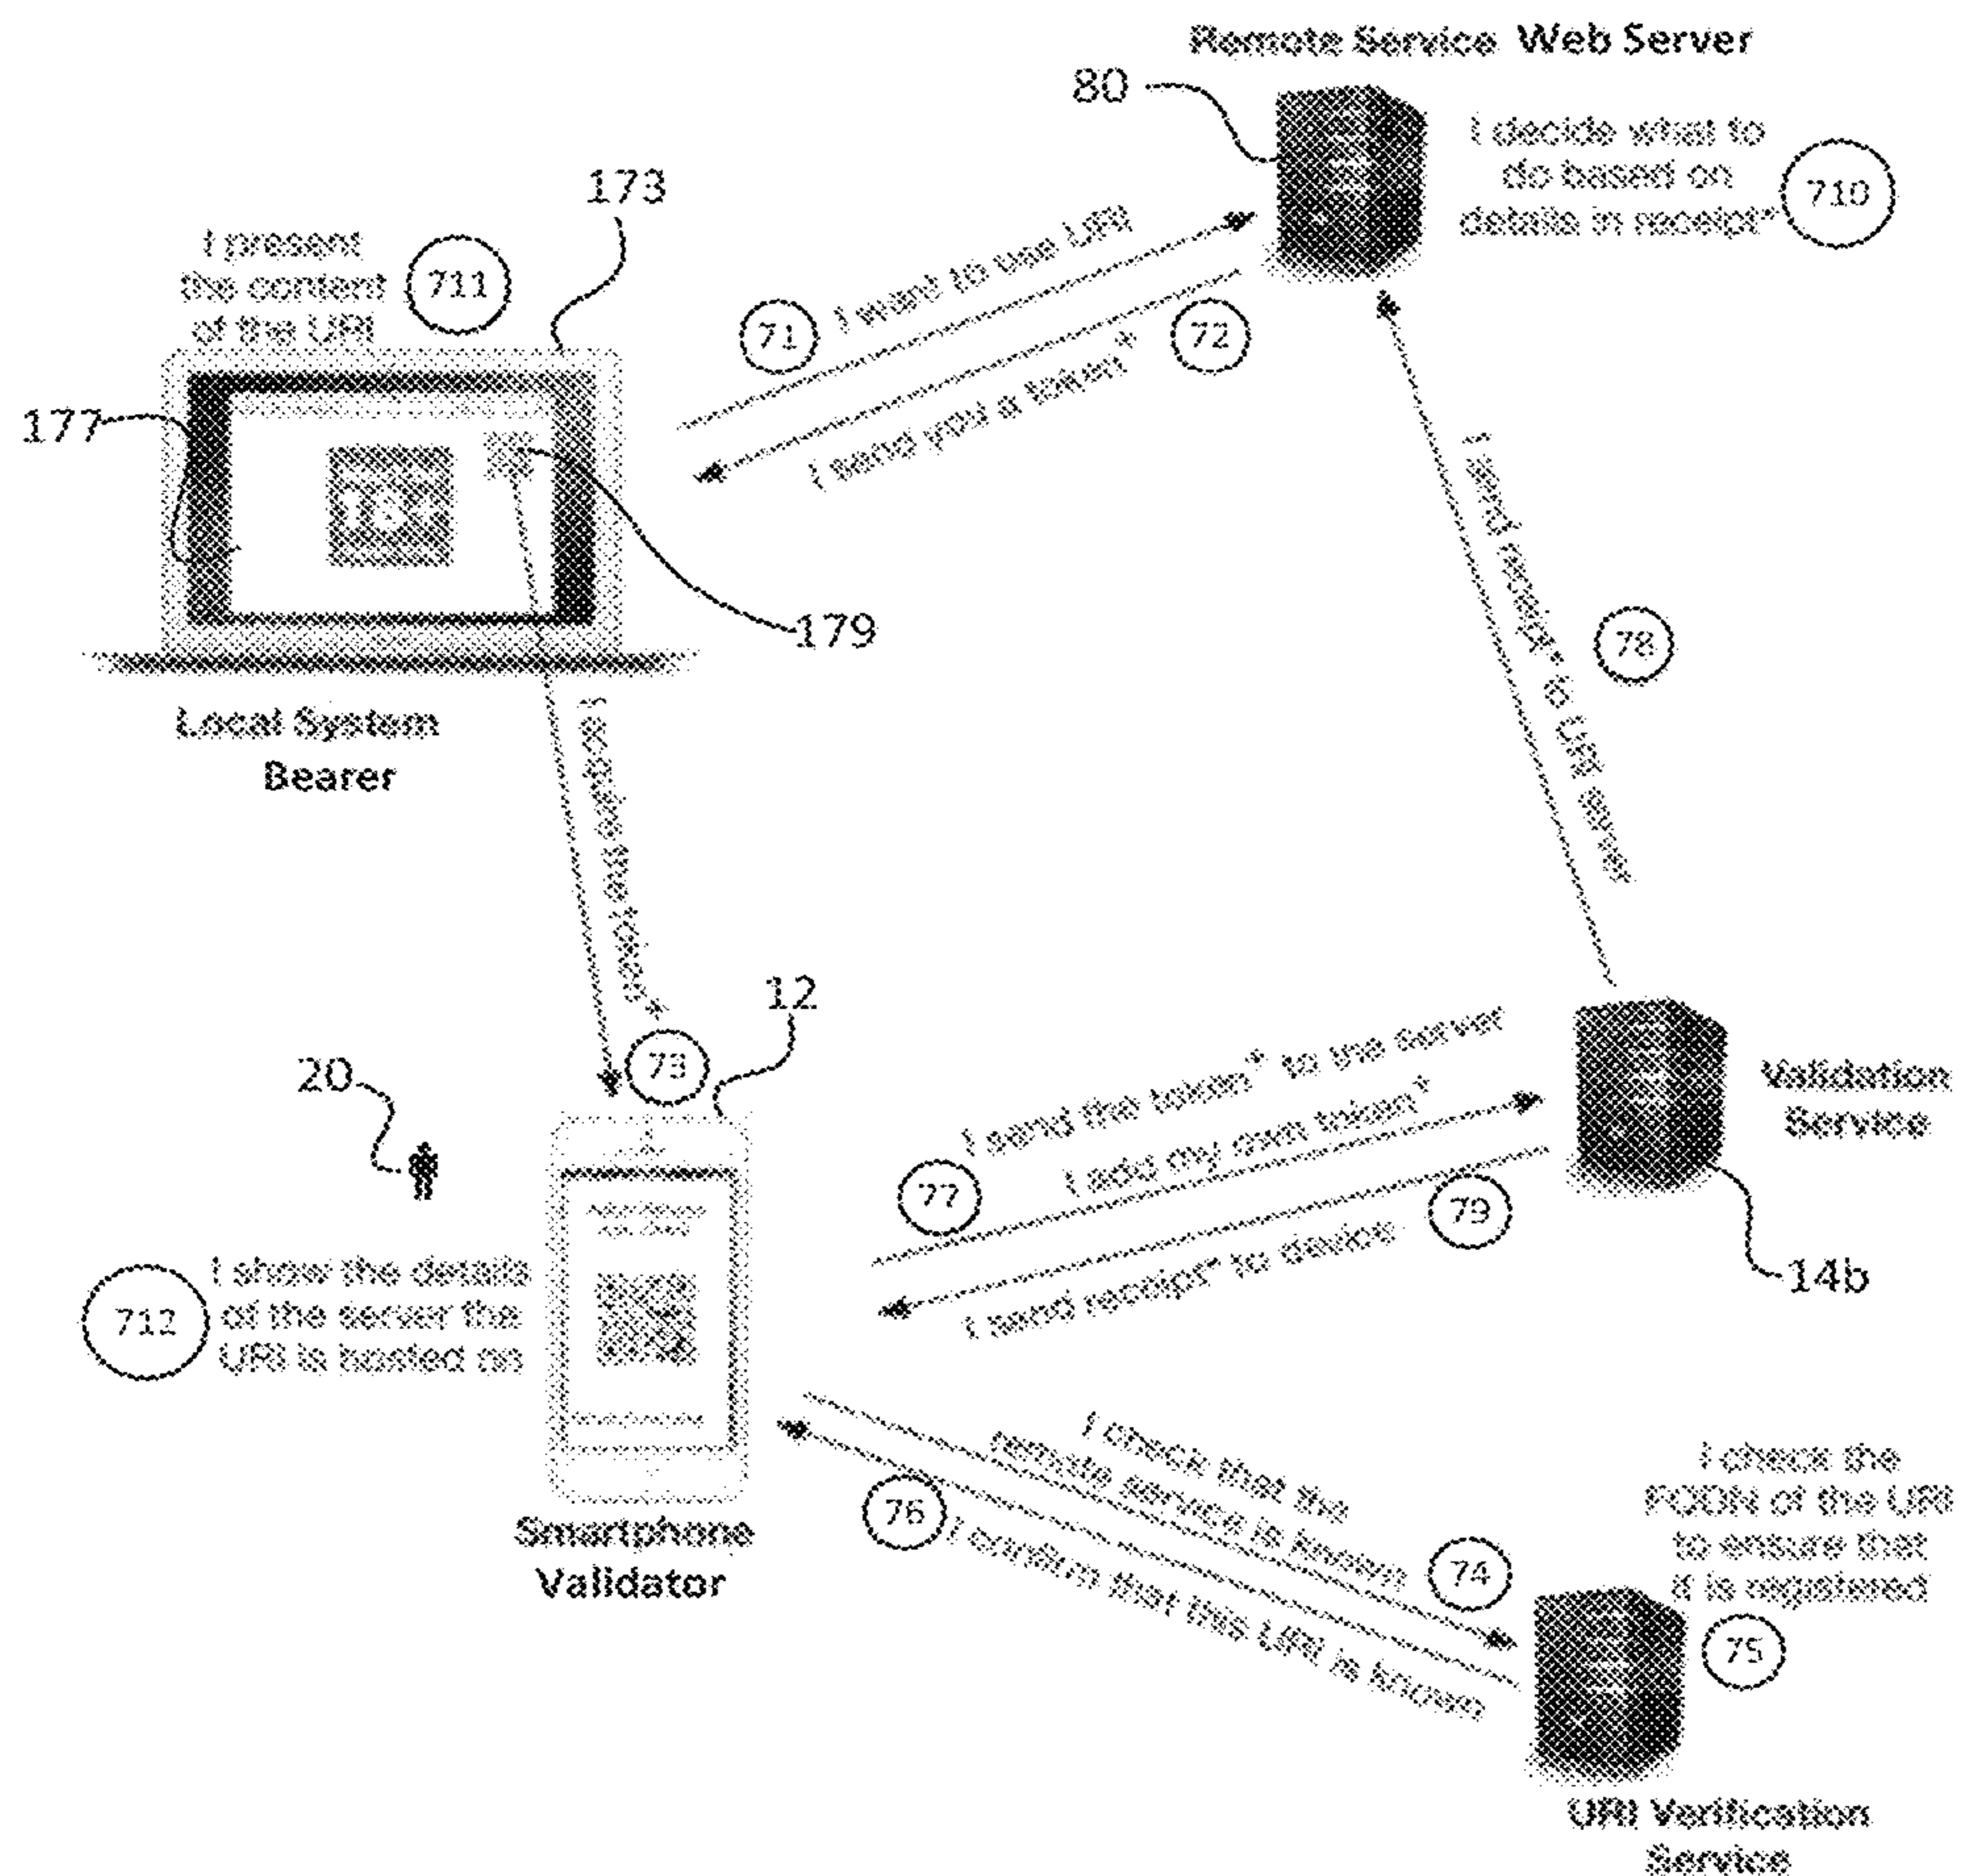 Remote Service Web Server
80
I decide what to
do based on
details in receipt*
710
173
I present
the content
of the URI
711
71
I want to use URI
72
I send you a token*
177
179
I send receipt* to URI server
78
Local System
Bearer
I capture token*
73
12
20
I send the token* to the server
I add my own token*
77
79
I send receipt* to device
Validation
Service
14b
712
I show the details
of the server the
URI is hosted on
Smartphone
Validator
I check that the
remote service is known
74
76
I confirm that this URI is known
I check the
FQDN of the URI
to ensure that
it is registered
75
URI Verification
Service